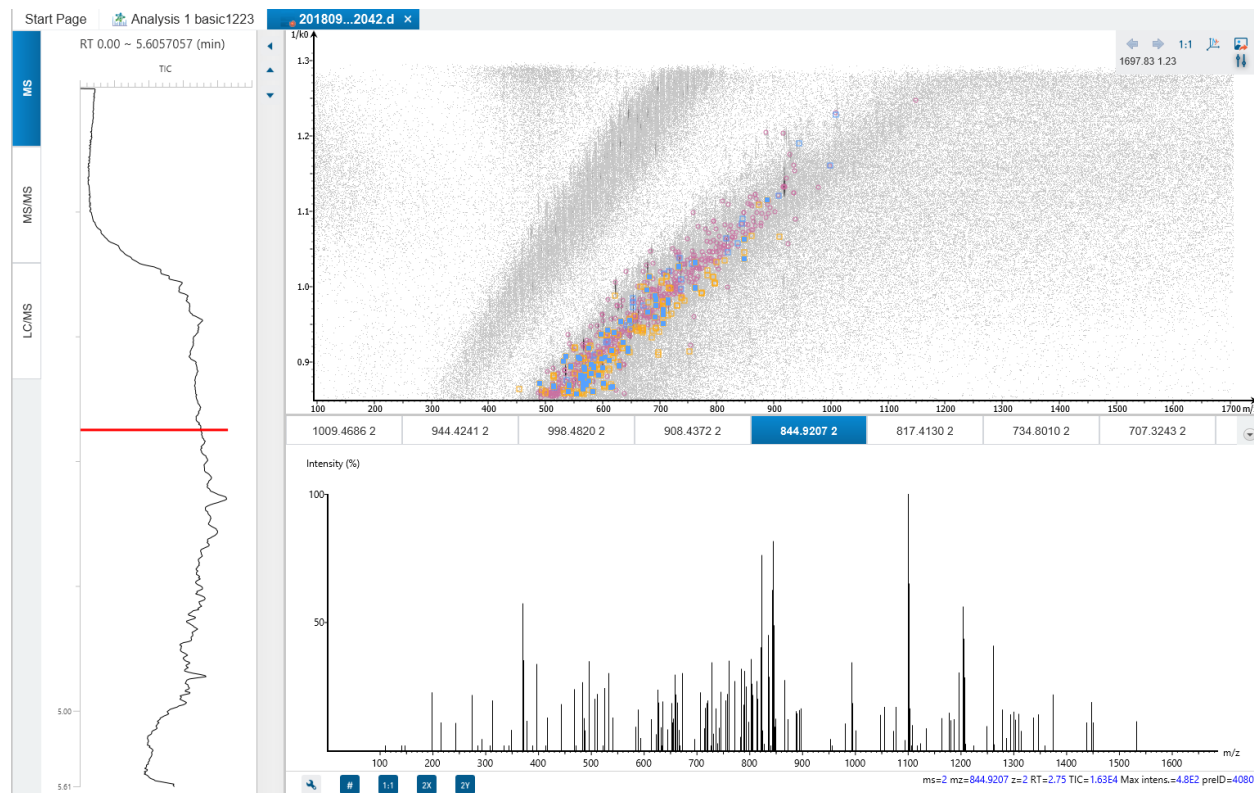 Start Page
Analysis 1 basic1223
201809...2042.d ×
MS
MS/MS
LC/MS
RT 0.00 ~ 5.6057057 (min)
TIC
5.00
5.61
1/k0
1.3
1.2
1.1
1.0
0.9
1:1
1697.83 1.23
100 200 300 400 500 600 700 800 900 1000 1100 1200 1300 1400 1500 1600 1700 m/z
1009.4686 2
944.4241 2
998.4820 2
908.4372 2
844.9207 2
817.4130 2
734.8010 2
707.3243 2
Intensity (%)
100
50
100 200 300 400 500 600 700 800 900 1000 1100 1200 1300 1400 1500 1600 m/z
# 1:1 2X 2Y
ms=2 mz=844.9207 z=2 RT=2.75 TIC=1.63E4 Max intens.=4.8E2 preID=4080